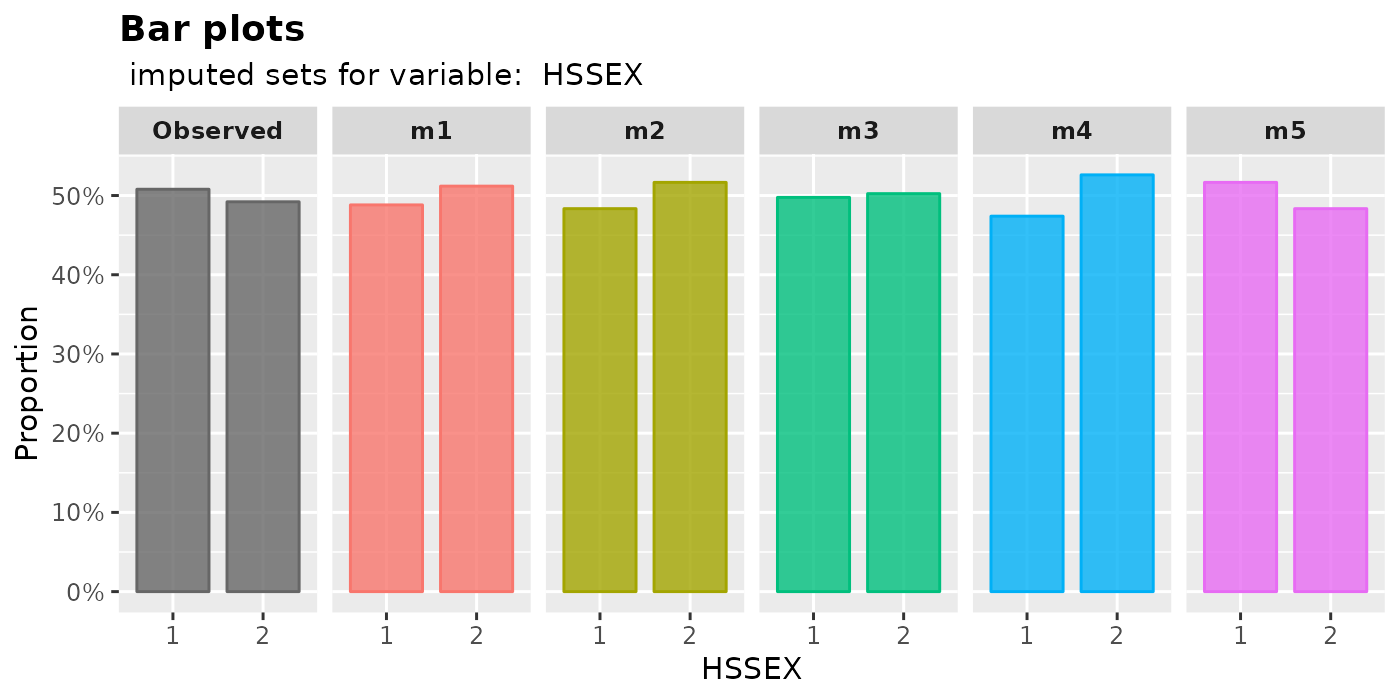 Bar plots
imputed sets for variable:  HSSEX
Observed m1 m2 m3 m4 m5
Proportion
50%
40%
30%
20%
10%
0%
1 2 1 2 1 2 1 2 1 2 1 2
HSSEX